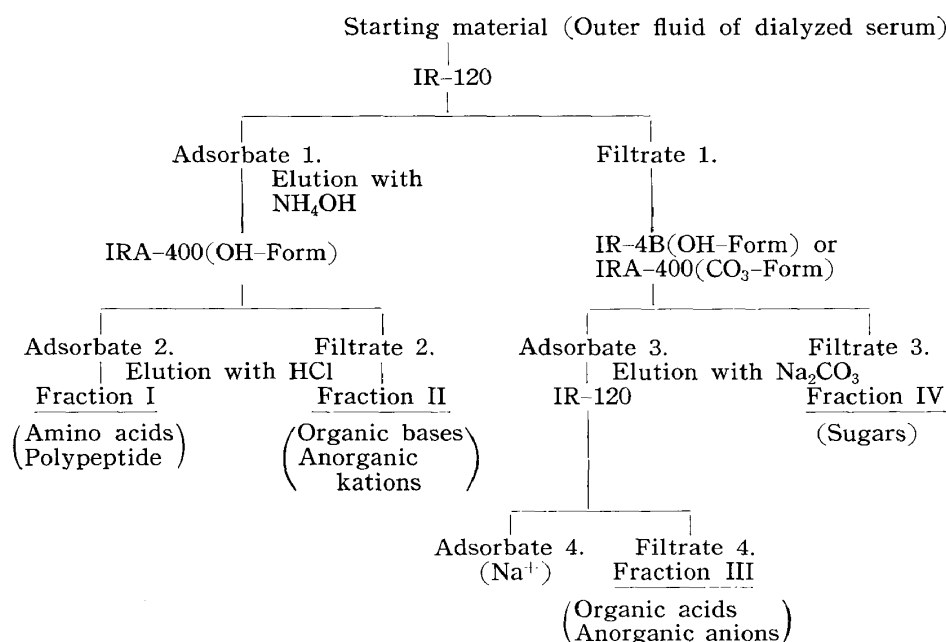 Starting material (Outer fluid of dialyzed serum)
IR-120
Adsorbate 1.
Elution with
NH₄OH
Filtrate 1.
IRA-400(OH-Form)
IR-4B(OH-Form) or
IRA-400(CO₃-Form)
Adsorbate 2.
Filtrate 2.
Elution with HCl
Fraction I
Fraction II
(Amino acids
Polypeptide)
(Organic bases
Anorganic
kations)
Adsorbate 3.
Filtrate 3.
Elution with Na₂CO₃
IR-120
Fraction IV
(Sugars)
Adsorbate 4.
(Na⁺)
Filtrate 4.
Fraction III
(Organic acids
Anorganic anions)